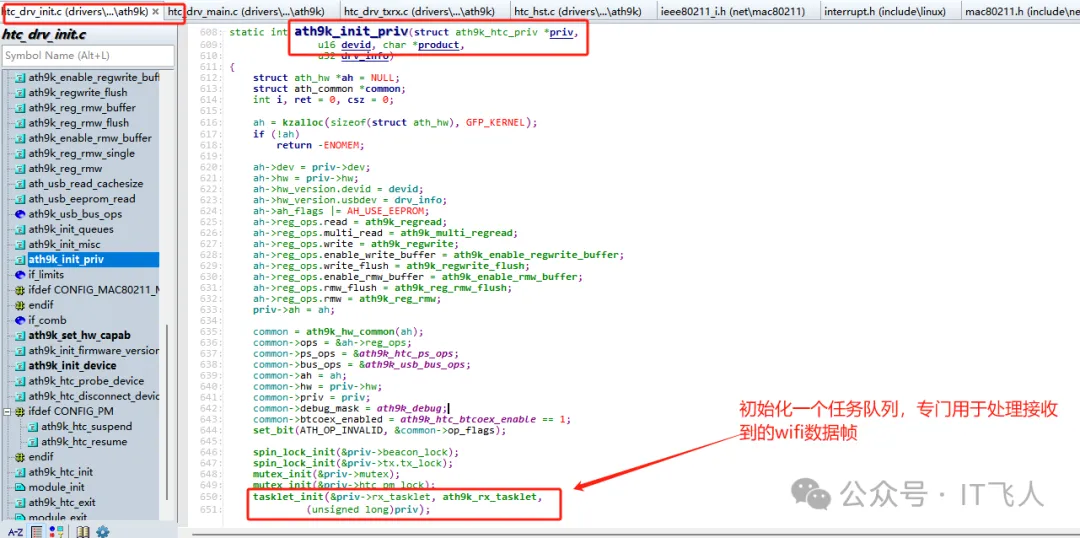 htc_drv_init.c (drivers\...\ath9k)
htc_drv_main.c (drivers\...\ath9k)
htc_drv_txrx.c (drivers\...\ath9k)
htc_hst.c (drivers\...\ath9k)
ieee80211_i.h (net\mac80211)
interrupt.h (include\linux)
mac80211.h (include\net
htc_drv_init.c
Symbol Name (Alt+L)
ath9k_enable_regwrite_buff
ath9k_regwrite_flush
ath9k_reg_rmw_buffer
ath9k_reg_rmw_flush
ath9k_enable_rmw_buffer
ath9k_reg_rmw_single
ath9k_reg_rmw
ath_usb_read_cachesize
ath_usb_eeprom_read
ath9k_usb_bus_ops
ath9k_init_queues
ath9k_init_misc
ath9k_init_priv
if_limits
ifdef CONFIG_MAC80211_M
endif
if_comb
ath9k_set_hw_capab
ath9k_init_firmware_version
ath9k_init_device
ath9k_htc_probe_device
ath9k_htc_disconnect_devic
ifdef CONFIG_PM
ath9k_htc_suspend
ath9k_htc_resume
endif
ath9k_htc_init
module_init
ath9k_htc_exit
module_exit
A-Z
608: static int ath9k_init_priv(struct ath9k_htc_priv *priv,
609: u16 devid, char *product,
610: u32 drv_info)
611: {
612: struct ath_hw *ah = NULL;
613: struct ath_common *common;
614: int i, ret = 0, csz = 0;
615:
616: ah = kzalloc(sizeof(struct ath_hw), GFP_KERNEL);
617: if (!ah)
618: return -ENOMEM;
619:
620: ah->dev = priv->dev;
621: ah->hw = priv->hw;
622: ah->hw_version.devid = devid;
623: ah->hw_version.usbdev = drv_info;
624: ah->ah_flags |= AH_USE_EEPROM;
625: ah->reg_ops.read = ath9k_regread;
626: ah->reg_ops.multi_read = ath9k_multi_regread;
627: ah->reg_ops.write = ath9k_regwrite;
628: ah->reg_ops.enable_write_buffer = ath9k_enable_regwrite_buffer;
629: ah->reg_ops.write_flush = ath9k_regwrite_flush;
630: ah->reg_ops.enable_rmw_buffer = ath9k_enable_rmw_buffer;
631: ah->reg_ops.rmw_flush = ath9k_reg_rmw_flush;
632: ah->reg_ops.rmw = ath9k_reg_rmw;
633: priv->ah = ah;
634:
635: common = ath9k_hw_common(ah);
636: common->ops = &ah->reg_ops;
637: common->ps_ops = &ath9k_htc_ps_ops;
638: common->bus_ops = &ath9k_usb_bus_ops;
639: common->ah = ah;
640: common->hw = priv->hw;
641: common->priv = priv;
642: common->debug_mask = ath9k_debug;
643: common->btcoex_enabled = ath9k_htc_btcoex_enable == 1;
644: set_bit(ATH_OP_INVALID, &common->op_flags);
645:
646: spin_lock_init(&priv->beacon_lock);
647: spin_lock_init(&priv->tx.tx_lock);
648: mutex_init(&priv->mutex);
649: mutex_init(&priv->htc_pm_lock);
650: tasklet_init(&priv->rx_tasklet, ath9k_rx_tasklet,
651: (unsigned long)priv);
初始化一个任务队列，专门用于处理接收
到的wifi数据帧
公众号 · IT飞人